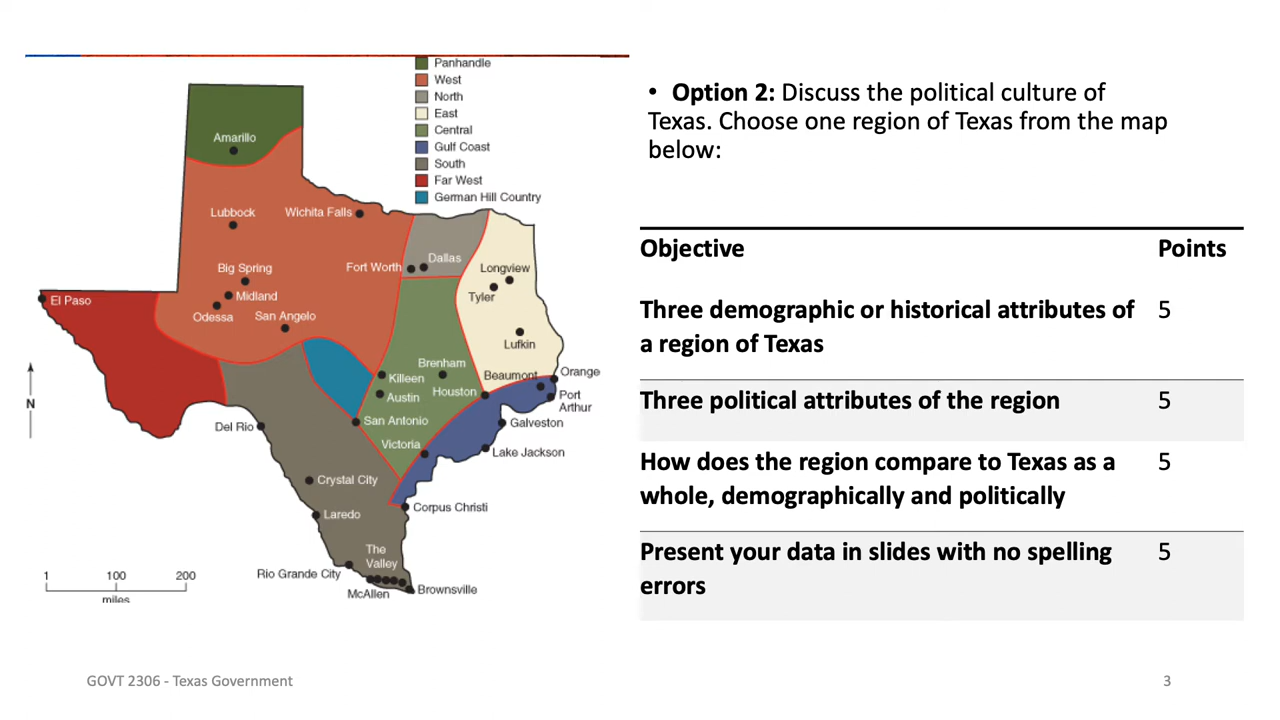 Panhandle
West
North
East
Central
Gulf Coast
South
Far West
German Hill Country
Amarillo
Lubbock
Wichita Falls
Big Spring
Midland
Odessa
San Angelo
El Paso
Fort Worth
Dallas
Longview
Tyler
Lufkin
Brenham
Killeen
Austin
Houston
Beaumont
Orange
Port
Arthur
Galveston
San Antonio
Victoria
Lake Jackson
Del Rio
Crystal City
Corpus Christi
Laredo
The
Valley
Rio Grande City
McAllen
Brownsville
N
1 100 200
miles
• Option 2: Discuss the political culture of
Texas. Choose one region of Texas from the map
below:
Objective Points
Three demographic or historical attributes of 5
a region of Texas
Three political attributes of the region 5
How does the region compare to Texas as a 5
whole, demographically and politically
Present your data in slides with no spelling 5
errors
GOVT 2306 - Texas Government
3